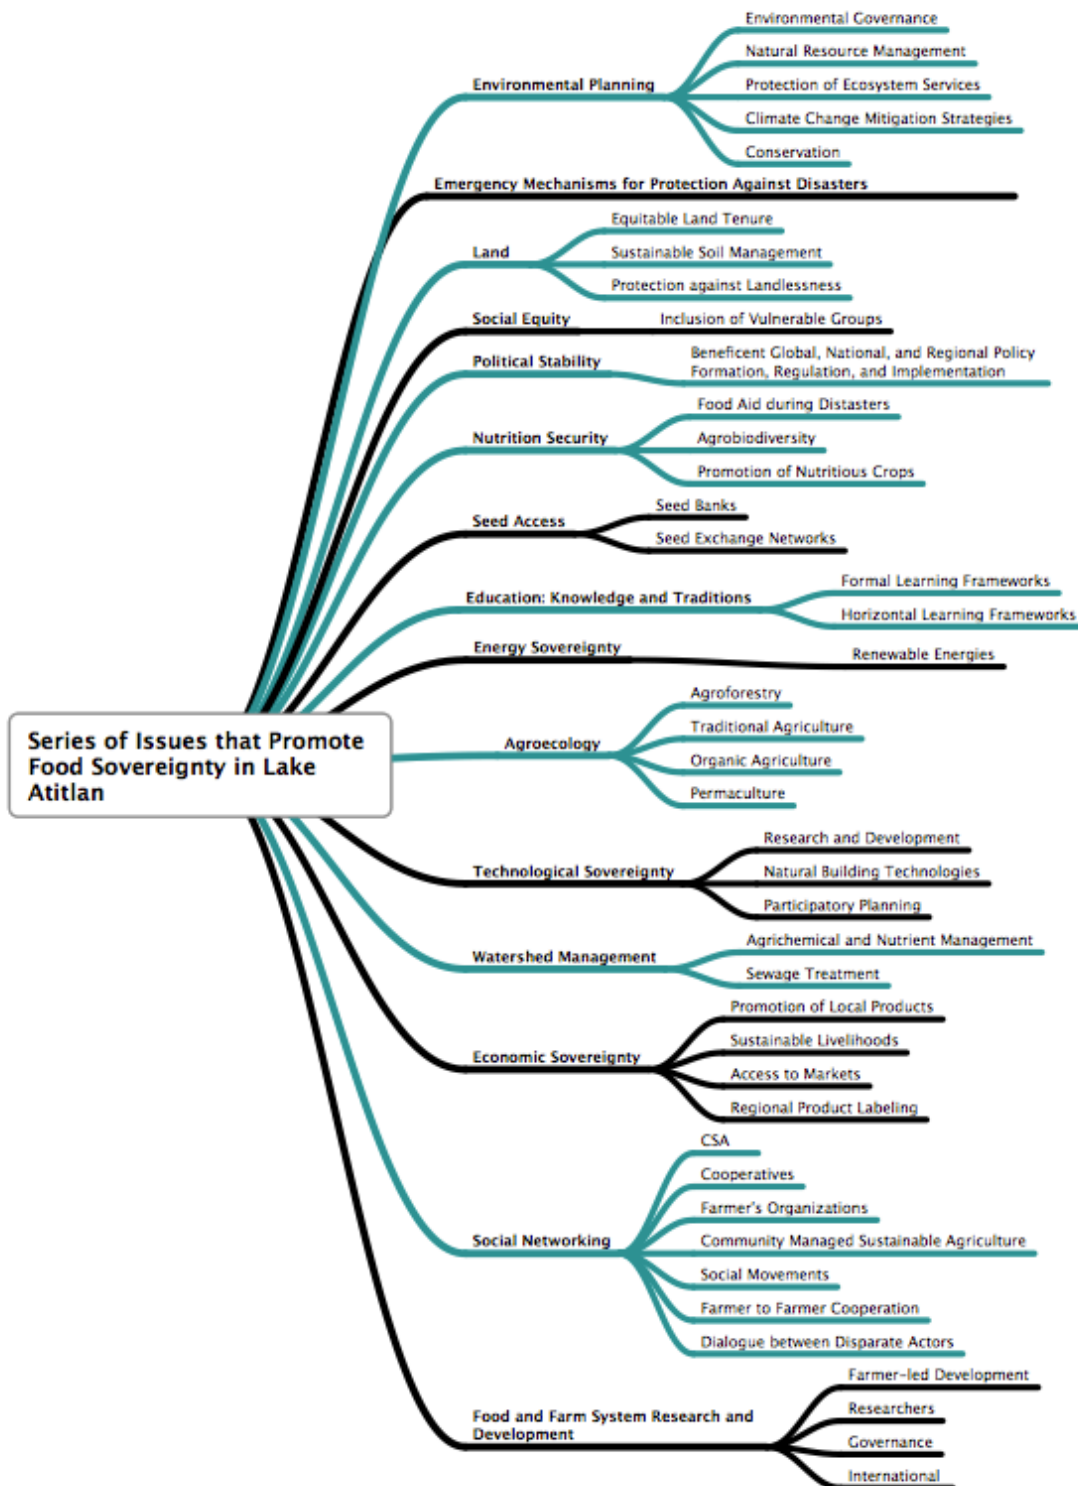 Environmental Governance
Natural Resource Management
Environmental Planning
Protection of Ecosystem Services
Climate Change Mitigation Strategies
Conservation
Emergency Mechanisms for Protection Against Disasters
Equitable Land Tenure
Land
Sustainable Soil Management
Protection against Landlessness
Social Equity
Inclusion of Vulnerable Groups
Political Stability
Beneficent Global, National, and Regional Policy
Formation, Regulation, and Implementation
Food Aid during Distasters
Nutrition Security
Agrobiodiversity
Promotion of Nutritious Crops
Seed Banks
Seed Access
Seed Exchange Networks
Formal Learning Frameworks
Education: Knowledge and Traditions
Horizontal Learning Frameworks
Energy Sovereignty
Renewable Energies
Agroforestry
Traditional Agriculture
Agroecology
Organic Agriculture
Permaculture
Series of Issues that Promote
Food Sovereignty in Lake
Atitlan
Research and Development
Technological Sovereignty
Natural Building Technologies
Participatory Planning
Agrichemical and Nutrient Management
Watershed Management
Sewage Treatment
Promotion of Local Products
Sustainable Livelihoods
Economic Sovereignty
Access to Markets
Regional Product Labeling
CSA
Cooperatives
Farmer's Organizations
Social Networking
Community Managed Sustainable Agriculture
Social Movements
Farmer to Farmer Cooperation
Dialogue between Disparate Actors
Farmer-led Development
Researchers
Food and Farm System Research and
Development
Governance
International